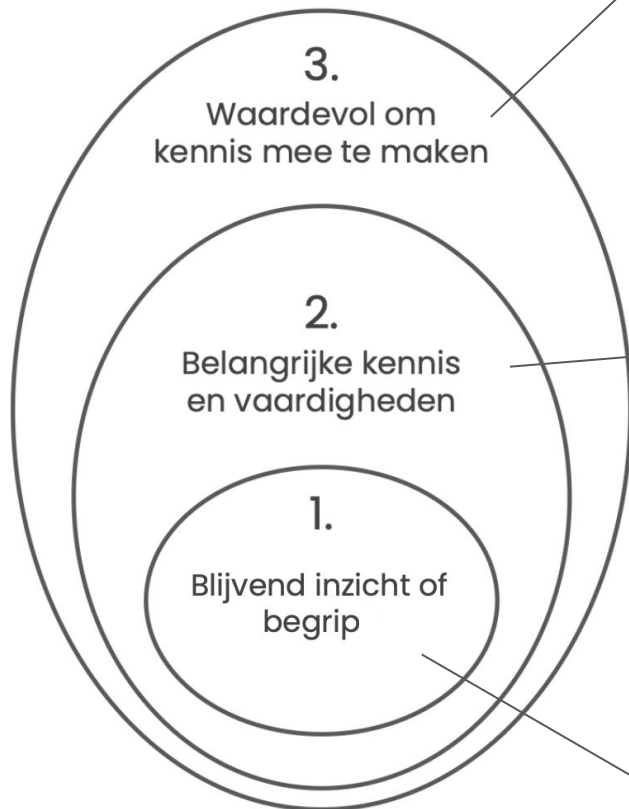 3.
Waardevol om
kennis mee te maken
2.
Belangrijke kennis
en vaardigheden
1.
Blijvend inzicht of
begrip